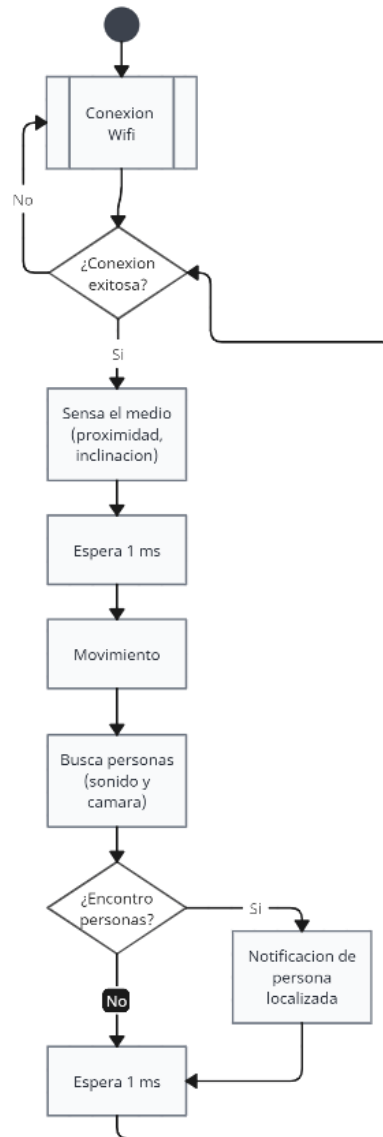 Conexion
Wifi
No
¿Conexion
exitosa?
Si
Sensa el medio
(proximidad,
inclinacion)
Espera 1 ms
Movimiento
Busca personas
(sonido y
camara)
¿Encontro
personas?
Si
Notificacion de
persona
localizada
No
Espera 1 ms